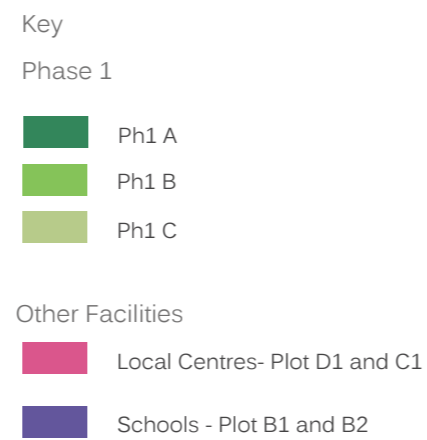 Key
Phase 1
Ph1 A
Ph1 B
Ph1 C
Other Facilities
Local Centres- Plot D1 and C1
Schools - Plot B1 and B2